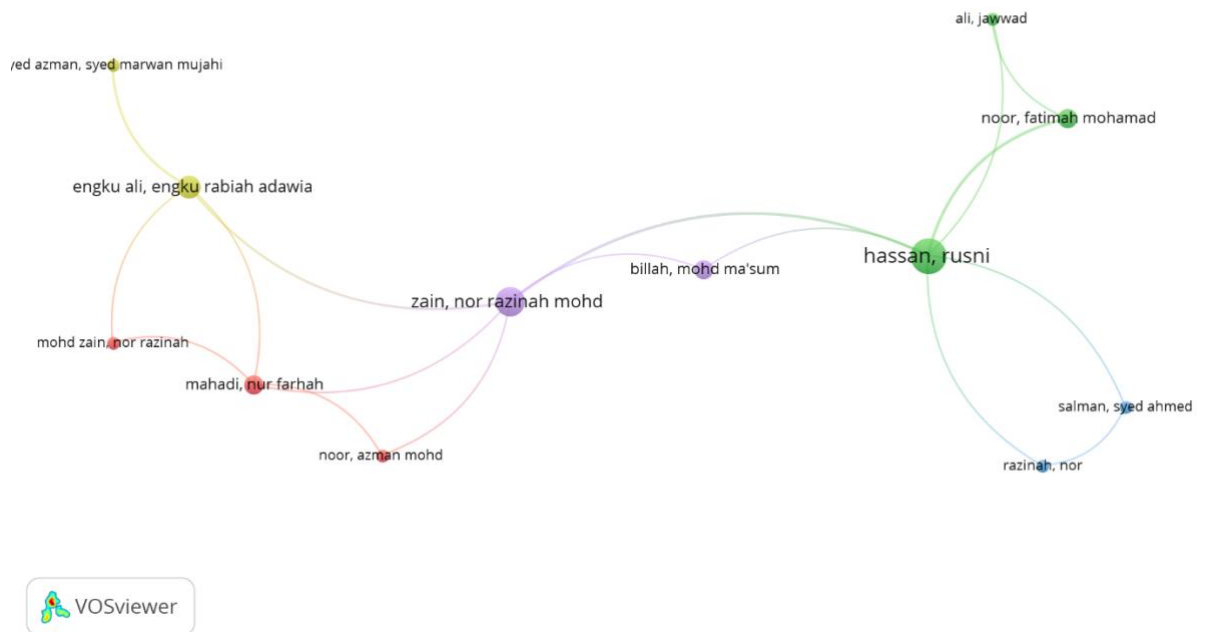 ali, jawwad
yed azman, syed marwan mujahi
noor, fatimah mohamad
engku ali, engku rabiah adawia
hassan, rusni
billah, mohd ma'sum
zain, nor razinah mohd
mohd zain, nor razinah
mahadi, nur farhah
salman, syed ahmed
noor, azman mohd
razinah, nor
VOSviewer